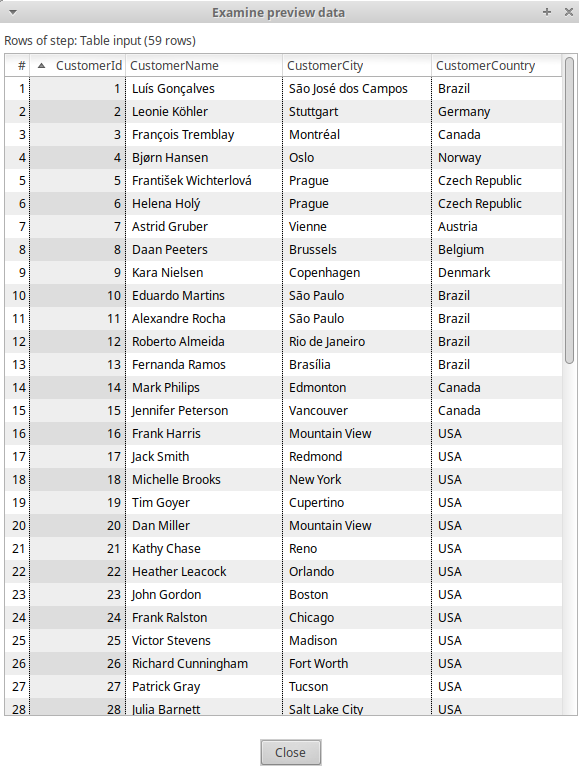 Examine preview data
Rows of step: Table input (59 rows)
# CustomerId CustomerName CustomerCity CustomerCountry
1 1 Luís Gonçalves São José dos Campos Brazil
2 2 Leonie Köhler Stuttgart Germany
3 3 François Tremblay Montréal Canada
4 4 Bjørn Hansen Oslo Norway
5 5 František Wichterlová Prague Czech Republic
6 6 Helena Holý Prague Czech Republic
7 7 Astrid Gruber Vienne Austria
8 8 Daan Peeters Brussels Belgium
9 9 Kara Nielsen Copenhagen Denmark
10 10 Eduardo Martins São Paulo Brazil
11 11 Alexandre Rocha São Paulo Brazil
12 12 Roberto Almeida Rio de Janeiro Brazil
13 13 Fernanda Ramos Brasília Brazil
14 14 Mark Philips Edmonton Canada
15 15 Jennifer Peterson Vancouver Canada
16 16 Frank Harris Mountain View USA
17 17 Jack Smith Redmond USA
18 18 Michelle Brooks New York USA
19 19 Tim Goyer Cupertino USA
20 20 Dan Miller Mountain View USA
21 21 Kathy Chase Reno USA
22 22 Heather Leacock Orlando USA
23 23 John Gordon Boston USA
24 24 Frank Ralston Chicago USA
25 25 Victor Stevens Madison USA
26 26 Richard Cunningham Fort Worth USA
27 27 Patrick Gray Tucson USA
28 28 Julia Barnett Salt Lake City USA
Close